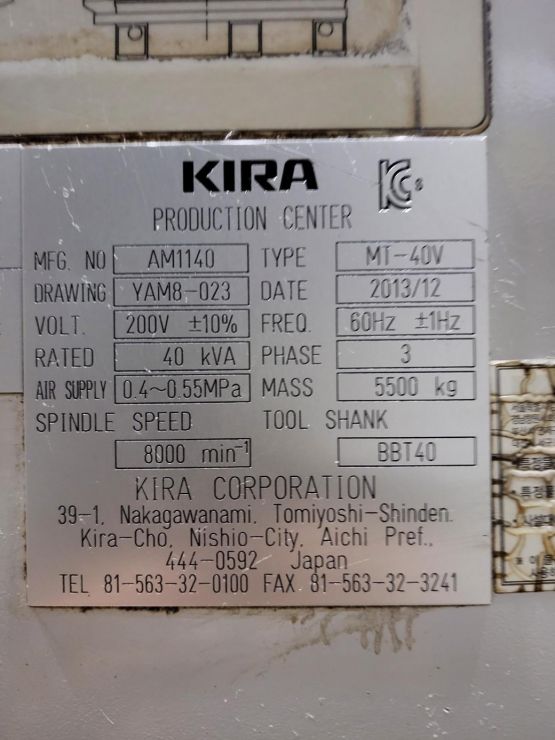 KIRA
PRODUCTION CENTER
MFG. NO AM1140 TYPE MT-40V
DRAWING YAM8-023 DATE 2013/12
VOLT. 200V ±10% FREQ. 60Hz ±1Hz
RATED 40 kVA PHASE 3
AIR SUPPLY 0.4~0.55MPa MASS 5500 kg
SPINDLE SPEED TOOL SHANK
8000 min⁻¹ BBT40
KIRA CORPORATION
39-1, Nakagawanami, Tomiyoshi-Shinden.
Kira-Cho, Nishio-City, Aichi Pref.,
444-0592 Japan
TEL 81-563-32-0100 FAX 81-563-32-3241